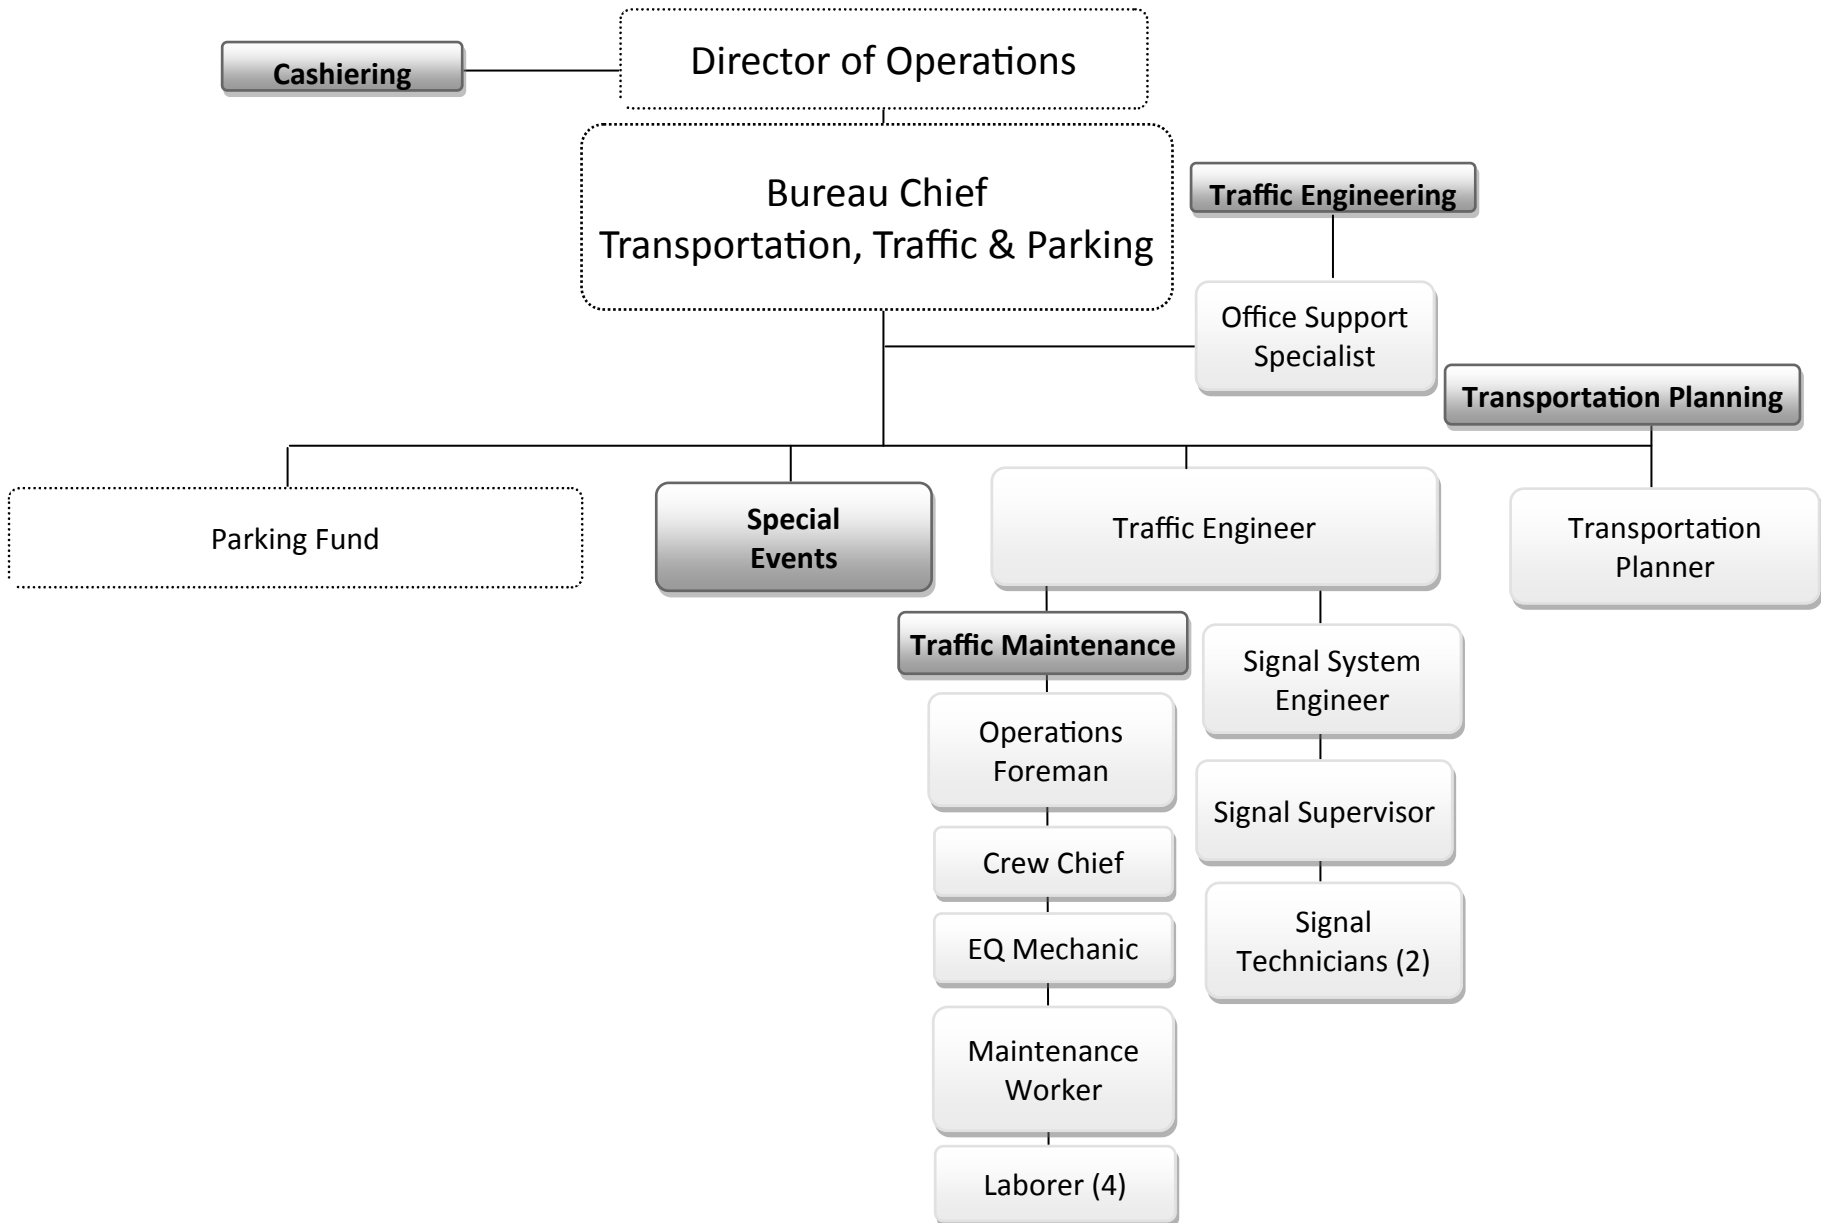 Director of Operations
Cashiering
Bureau Chief
Transportation, Traffic & Parking
Traffic Engineering
Office Support
Specialist
Transportation Planning
Parking Fund
Special
Events
Traffic Engineer
Transportation
Planner
Traffic Maintenance
Signal System
Engineer
Operations
Foreman
Signal Supervisor
Crew Chief
Signal
Technicians (2)
EQ Mechanic
Maintenance
Worker
Laborer (4)